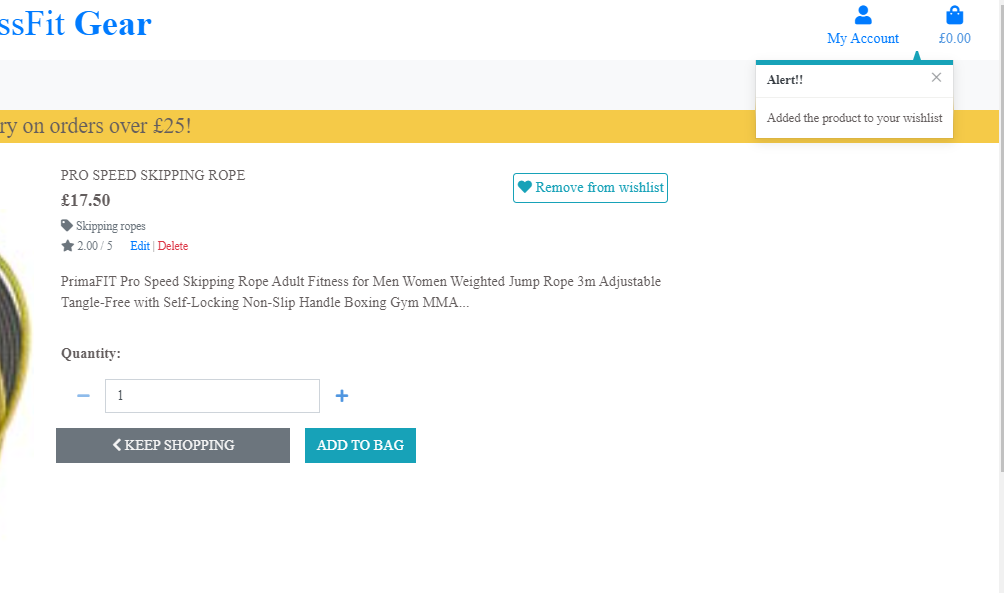 ssFit Gear
My Account
£0.00
Alert!!
Added the product to your wishlist
ry on orders over £25!
PRO SPEED SKIPPING ROPE
Remove from wishlist
£17.50
Skipping ropes
2.00 / 5 Edit | Delete
PrimaFIT Pro Speed Skipping Rope Adult Fitness for Men Women Weighted Jump Rope 3m Adjustable
Tangle-Free with Self-Locking Non-Slip Handle Boxing Gym MMA...
Quantity:
1
KEEP SHOPPING
ADD TO BAG